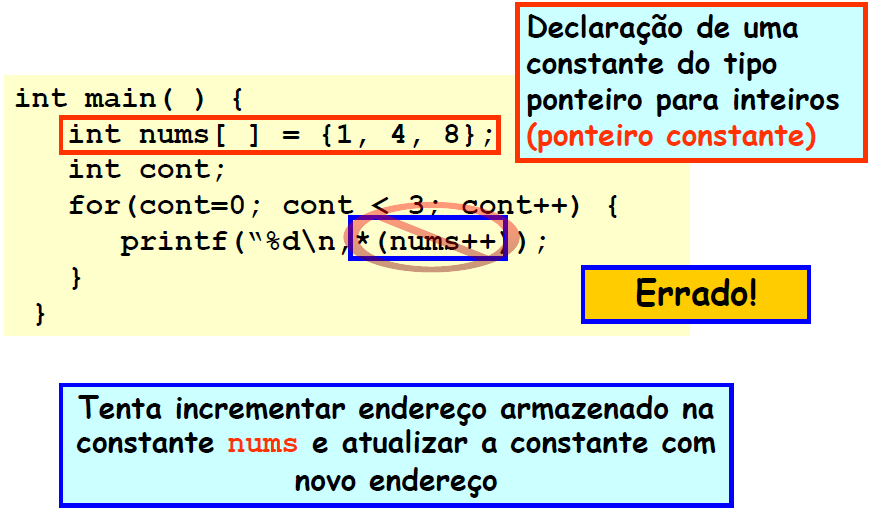 Declaração de uma
constante do tipo
ponteiro para inteiros
(ponteiro constante)
int main( ) {
int nums[ ] = {1, 4, 8};
int cont;
for(cont=0; cont < 3; cont++) {
printf(“%d\n,*(nums++));
}
}
Errado!
Tenta incrementar endereço armazenado na
constante nums e atualizar a constante com
novo endereço